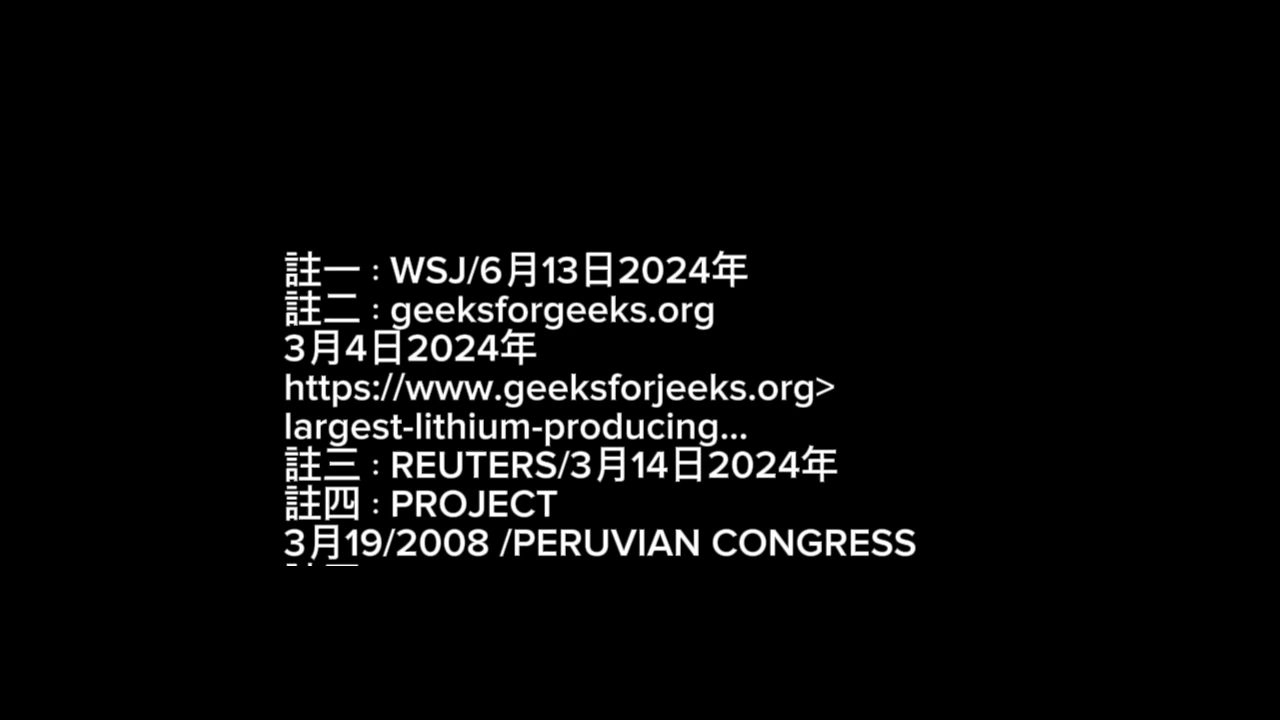 註一 : WSJ/6月13日2024年
註二 : geeksforgeeks.org
3月4日2024年
https://www.geeksforjeeks.org>
largest-lithium-producing...
註三 : REUTERS/3月14日2024年
註四 : PROJECT
3月19/2008 /PERUVIAN CONGRESS